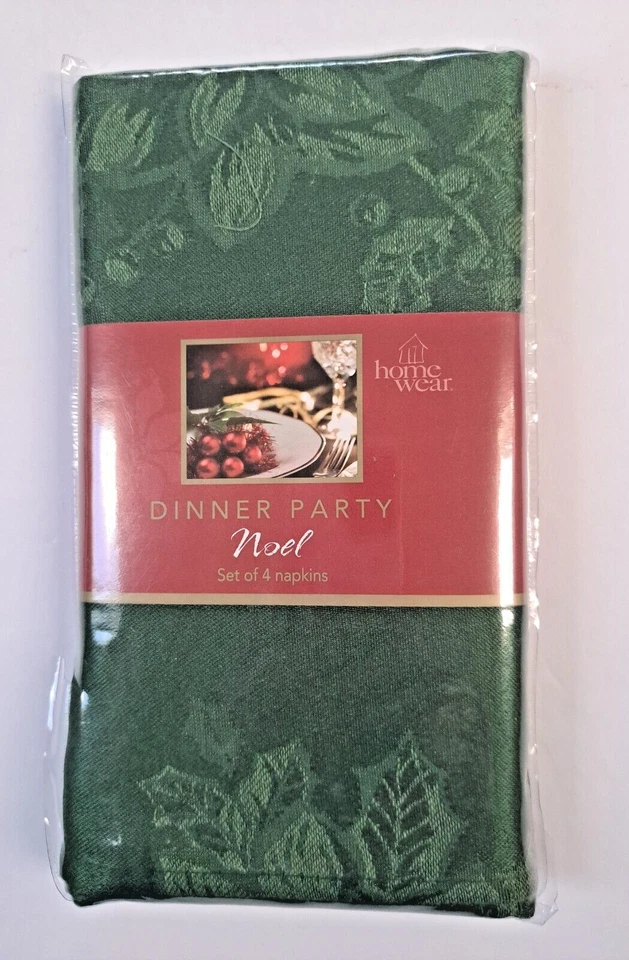 home
wear
DINNER PARTY
Noel
Set of 4 napkins